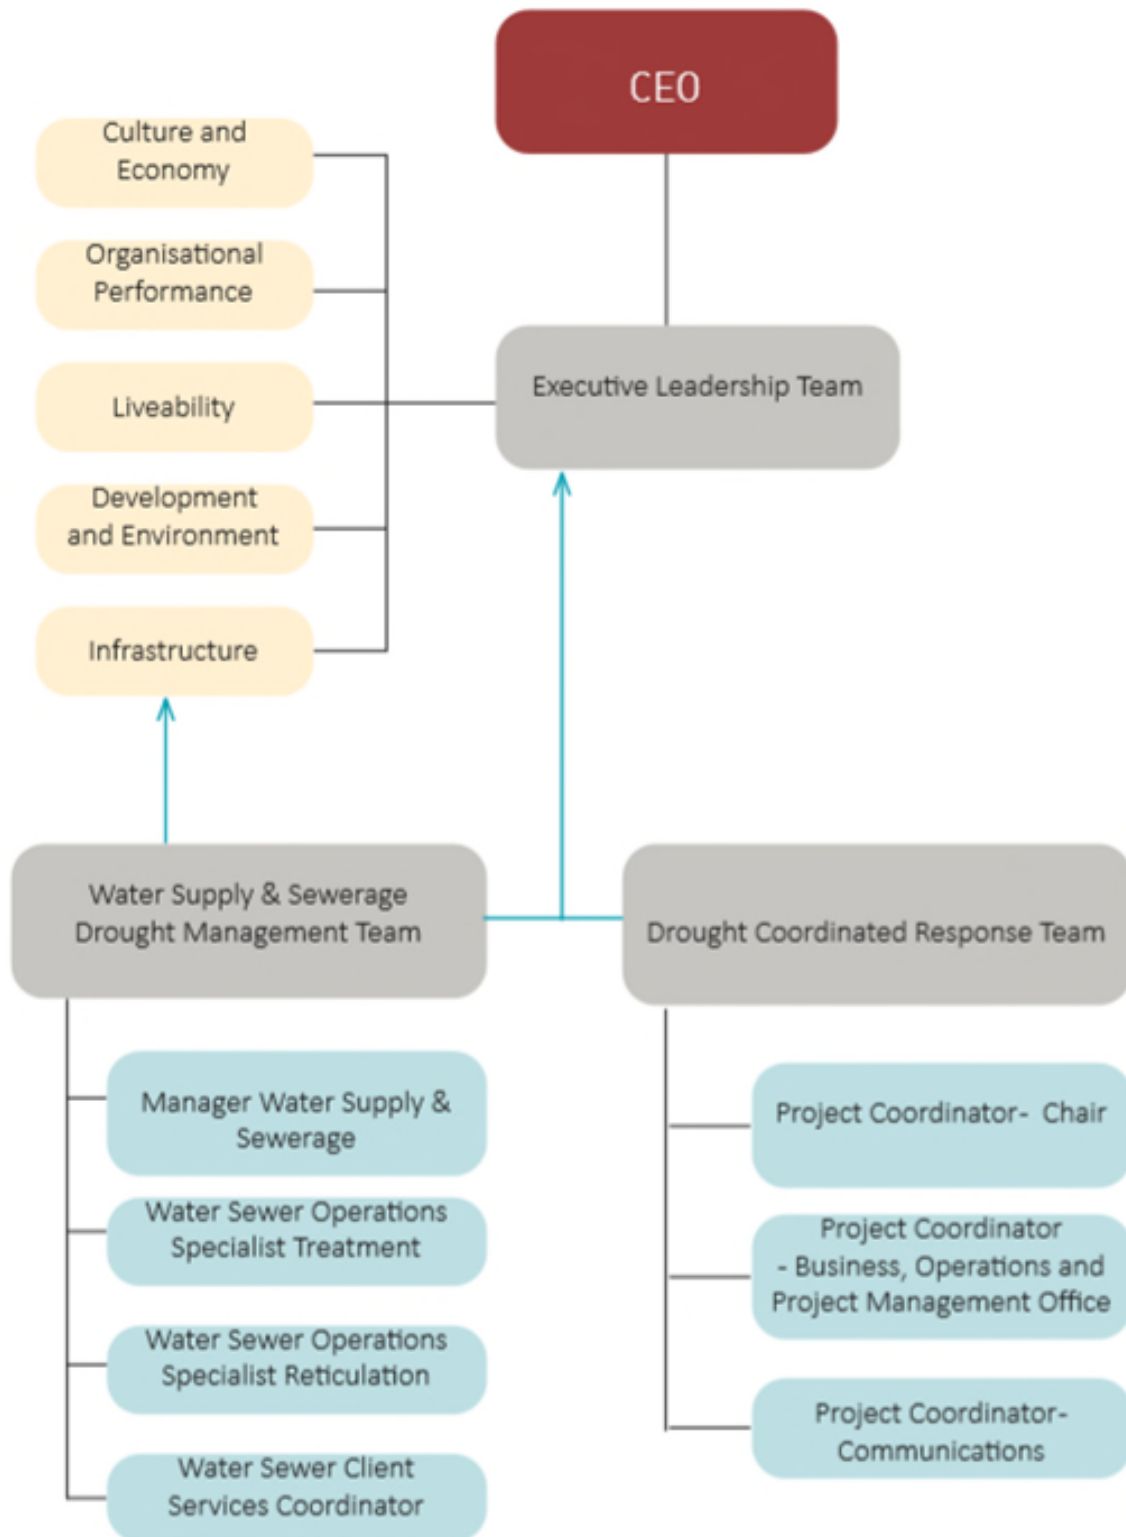 CEO
Culture and
Economy
Organisational
Performance
Liveability
Development
and Environment
Infrastructure
Executive Leadership Team
Water Supply & Sewerage
Drought Management Team
Manager Water Supply &
Sewerage
Water Sewer Operations
Specialist Treatment
Water Sewer Operations
Specialist Reticulation
Water Sewer Client
Services Coordinator
Drought Coordinated Response Team
Project Coordinator-  Chair
Project Coordinator
- Business, Operations and
Project Management Office
Project Coordinator-
Communications